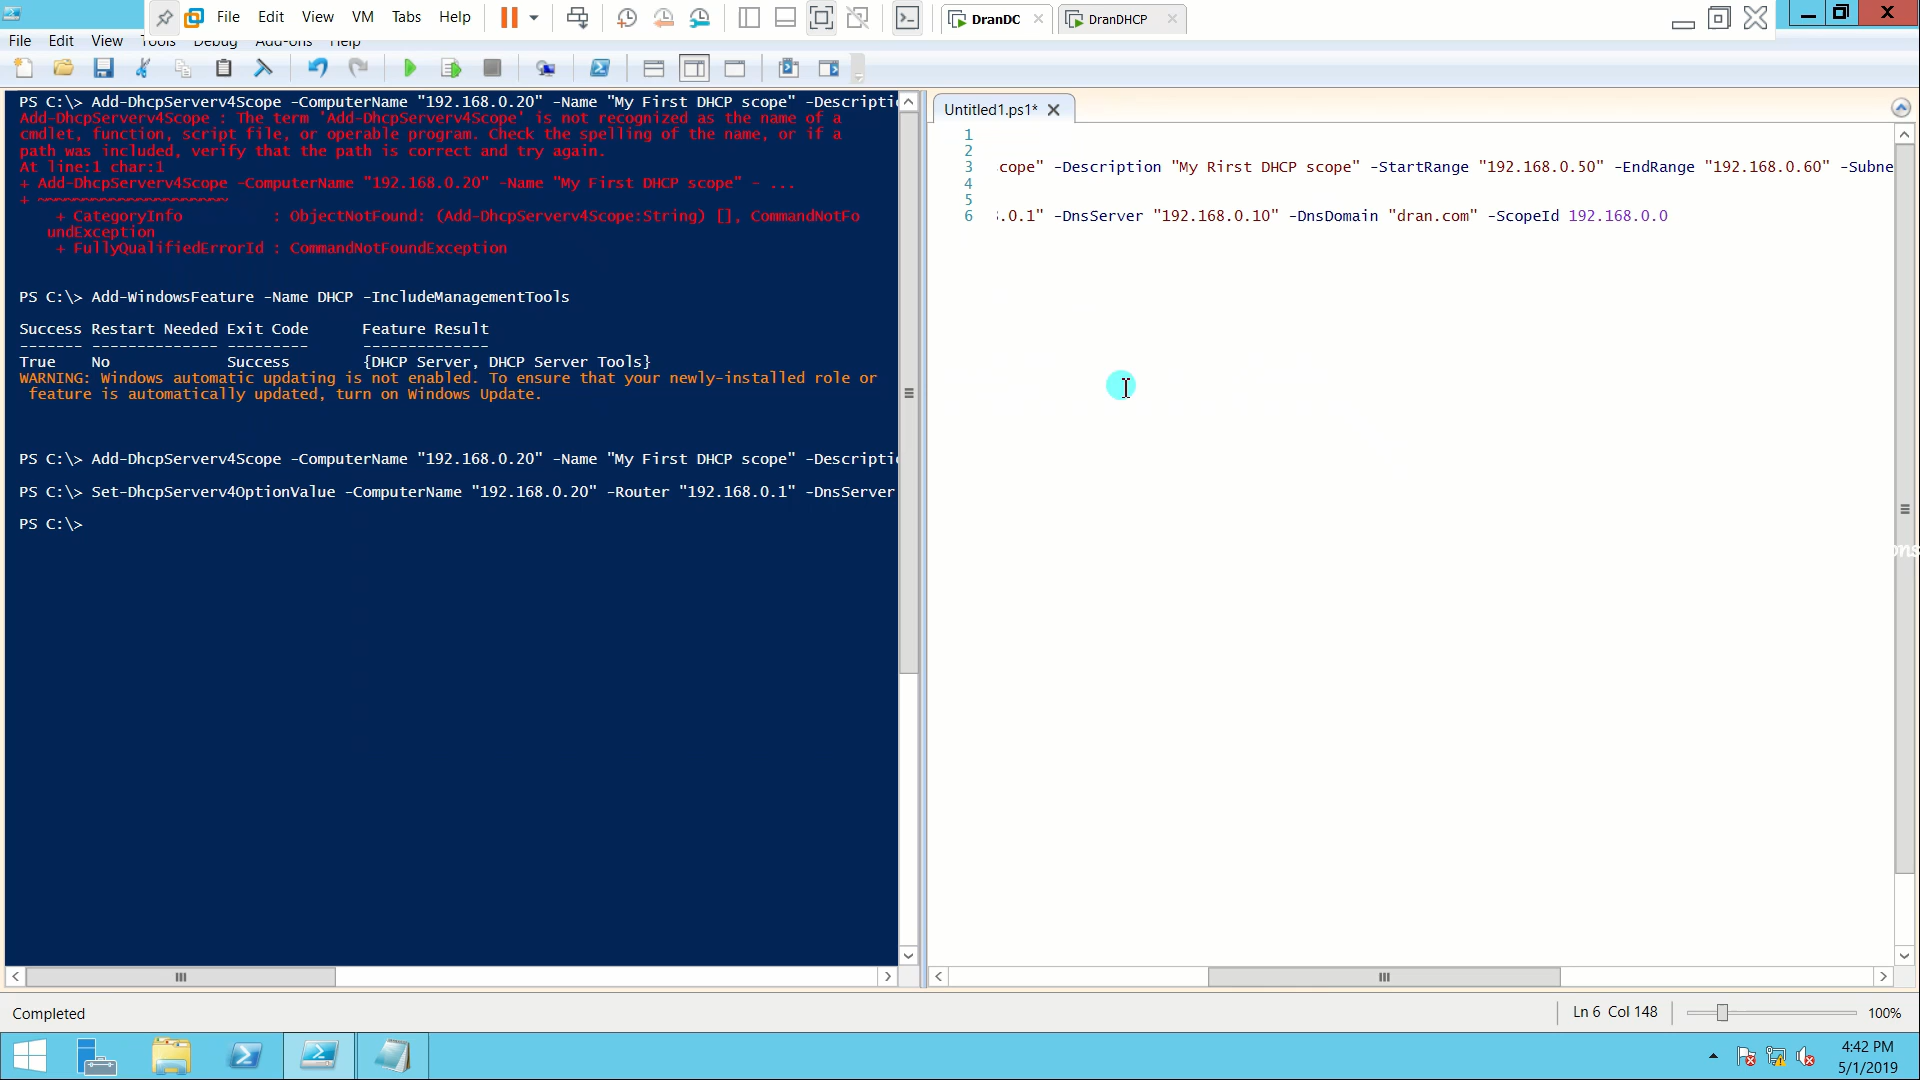 File Edit View VM Tabs Help
DranDC
DranDHCP
File Edit View Tools Debug Add-ons Help
PS C:\> Add-DhcpServerv4Scope -ComputerName "192.168.0.20" -Name "My First DHCP scope" -Descripti
Add-DhcpServerv4Scope : The term 'Add-DhcpServerv4Scope' is not recognized as the name of a
cmdlet, function, script file, or operable program. Check the spelling of the name, or if a
path was included, verify that the path is correct and try again.
At line:1 char:1
+ Add-DhcpServerv4Scope -ComputerName "192.168.0.20" -Name "My First DHCP scope" - ...
+ ~~~~~~~~~~~~~~~~~~~~~
+ CategoryInfo : ObjectNotFound: (Add-DhcpServerv4Scope:String) [], CommandNotFo
undException
+ FullyQualifiedErrorId : CommandNotFoundException
PS C:\> Add-WindowsFeature -Name DHCP -IncludeManagementTools
Success Restart Needed Exit Code Feature Result
------- -------------- --------- --------------
True No Success {DHCP Server, DHCP Server Tools}
WARNING: Windows automatic updating is not enabled. To ensure that your newly-installed role or
feature is automatically updated, turn on Windows Update.
PS C:\> Add-DhcpServerv4Scope -ComputerName "192.168.0.20" -Name "My First DHCP scope" -Descripti
PS C:\> Set-DhcpServerv4OptionValue -ComputerName "192.168.0.20" -Router "192.168.0.1" -DnsServer
PS C:\>
Untitled1.ps1*
1
2
3 cope" -Description "My Rirst DHCP scope" -StartRange "192.168.0.50" -EndRange "192.168.0.60" -Subne
4
5
6 .0.1" -DnsServer "192.168.0.10" -DnsDomain "dran.com" -ScopeId 192.168.0.0
ons
Completed
Ln 6 Col 148
100%
4:42 PM
5/1/2019